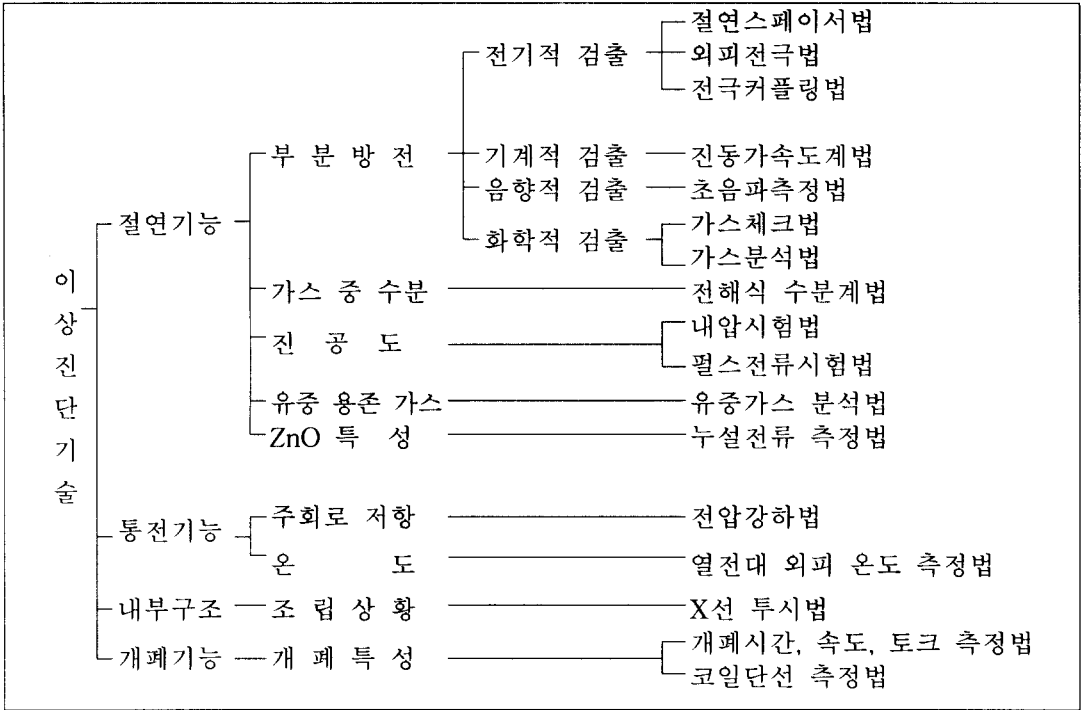 절연스페이서법
전기적 검출 외피전극법
전극커플링법
부 분 방 전 기계적 검출 진동가속도계법
음향적 검출 초음파측정법
절연기능 가스체크법
화학적 검출
가스분석법
이상진단기술
가스 중 수분 전해식 수분계법
내압시험법
진 공 도
펄스전류시험법
유중 용존 가스 유중가스 분석법
ZnO 특 성 누설전류 측정법
주회로 저항 전압강하법
통전기능
온 도 열전대 외피 온도 측정법
내부구조 조 립 상 황 X선 투시법
개폐시간, 속도, 토크 측정법
개폐기능 개 폐 특 성
코일단선 측정법